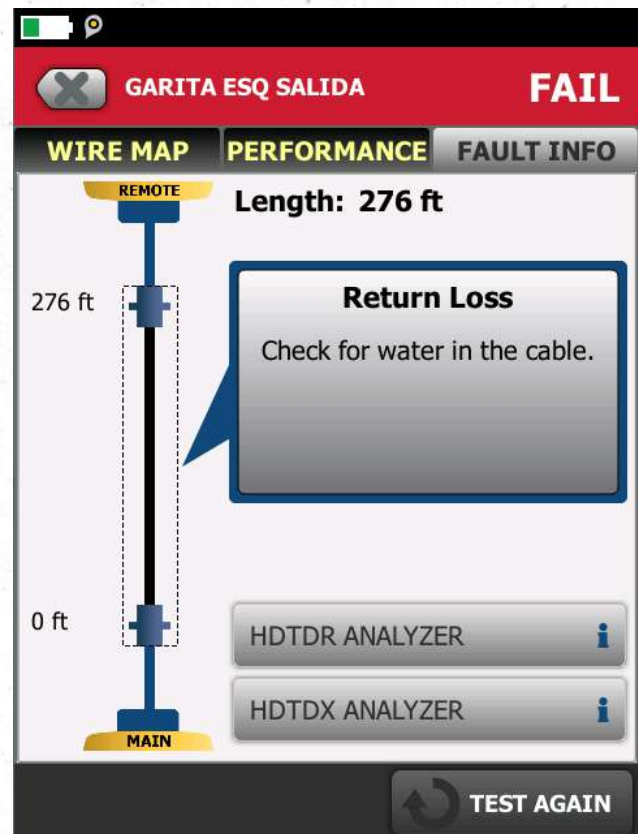 GARITA ESQ SALIDA
FAIL
WIRE MAP
PERFORMANCE
FAULT INFO
REMOTE
Length: 276 ft
276 ft
Return Loss
Check for water in the cable.
0 ft
HDTDR ANALYZER
i
HDTDX ANALYZER
i
MAIN
TEST AGAIN